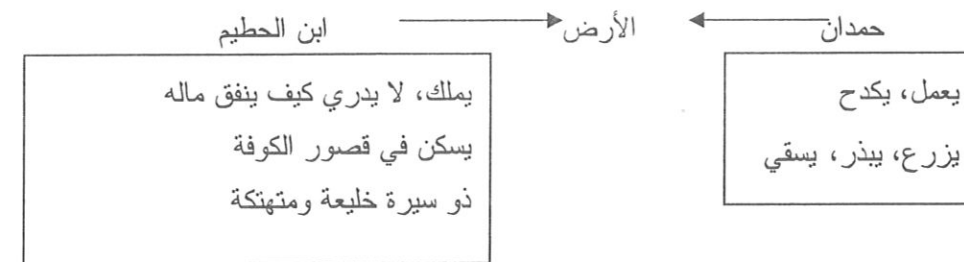 حمدان الأرض ابن الحطيم
يعمل، يكدح
يزرع، يبذر، يسقي
يملك، لا يدري كيف ينفق ماله
يسكن في قصور الكوفة
ذو سيرة خليعة ومتهتكة